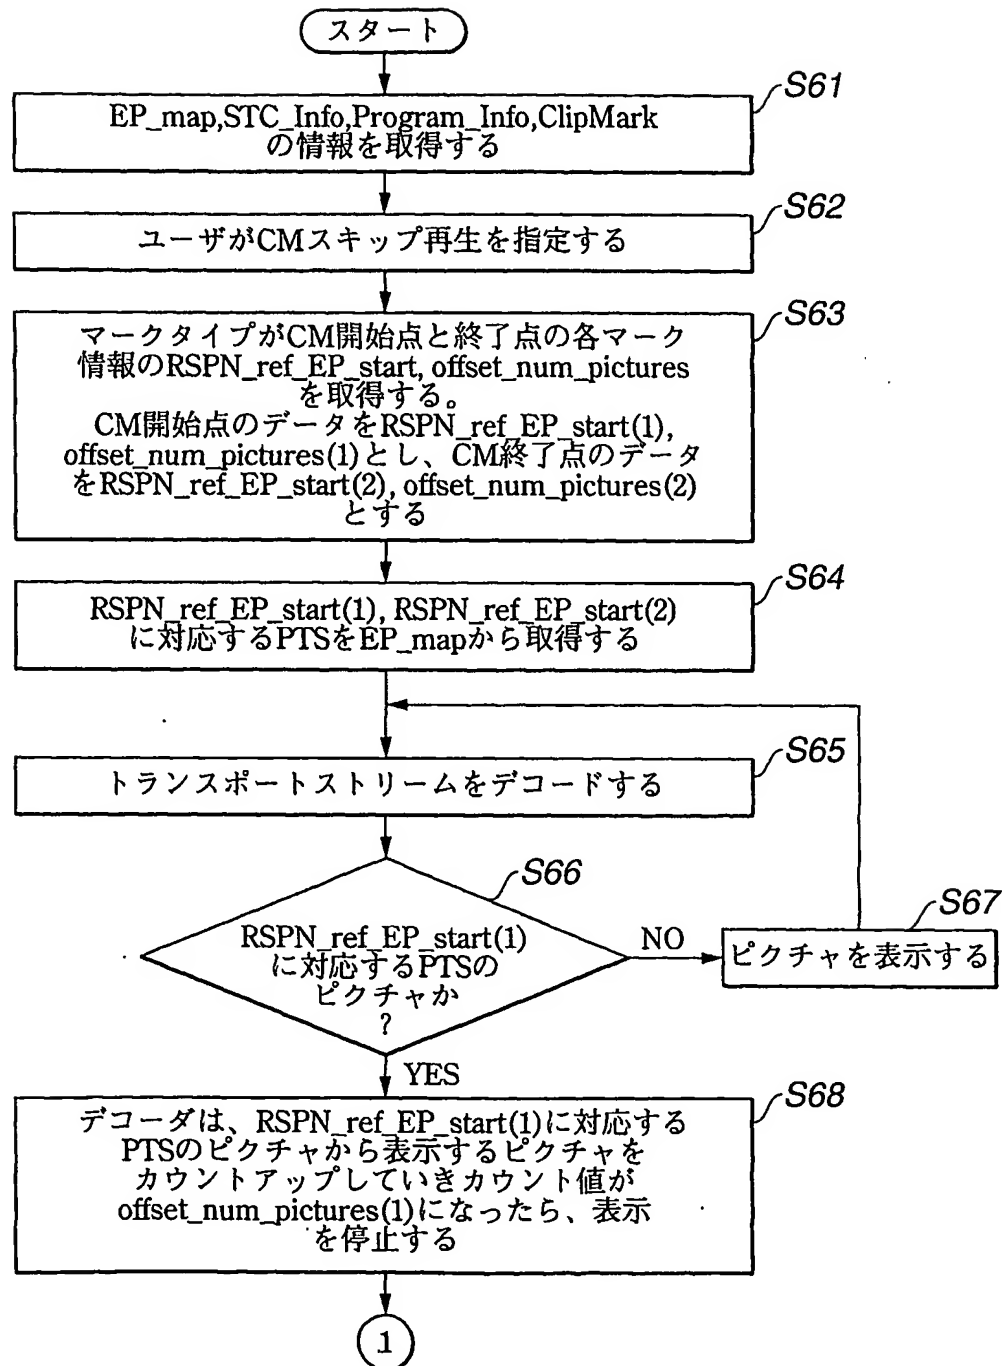 スタート
S61
EP_map,STC_Info,Program_Info,ClipMark
の情報を取得する
S62
ユーザがCMスキップ再生を指定する
S63
マークタイプがCM開始点と終了点の各マーク
情報のRSPN_ref_EP_start, offset_num_pictures
を取得する。
CM開始点のデータをRSPN_ref_EP_start(1),
offset_num_pictures(1)とし、CM終了点のデータ
をRSPN_ref_EP_start(2), offset_num_pictures(2)
とする
S64
RSPN_ref_EP_start(1), RSPN_ref_EP_start(2)
に対応するPTSをEP_mapから取得する
S65
トランスポートストリームをデコードする
S66
RSPN_ref_EP_start(1)
に対応するPTSの
ピクチャか
?
NO
S67
ピクチャを表示する
YES
S68
デコーダは、RSPN_ref_EP_start(1)に対応する
PTSのピクチャから表示するピクチャを
カウントアップしていきカウント値が
offset_num_pictures(1)になったら、表示
を停止する
1